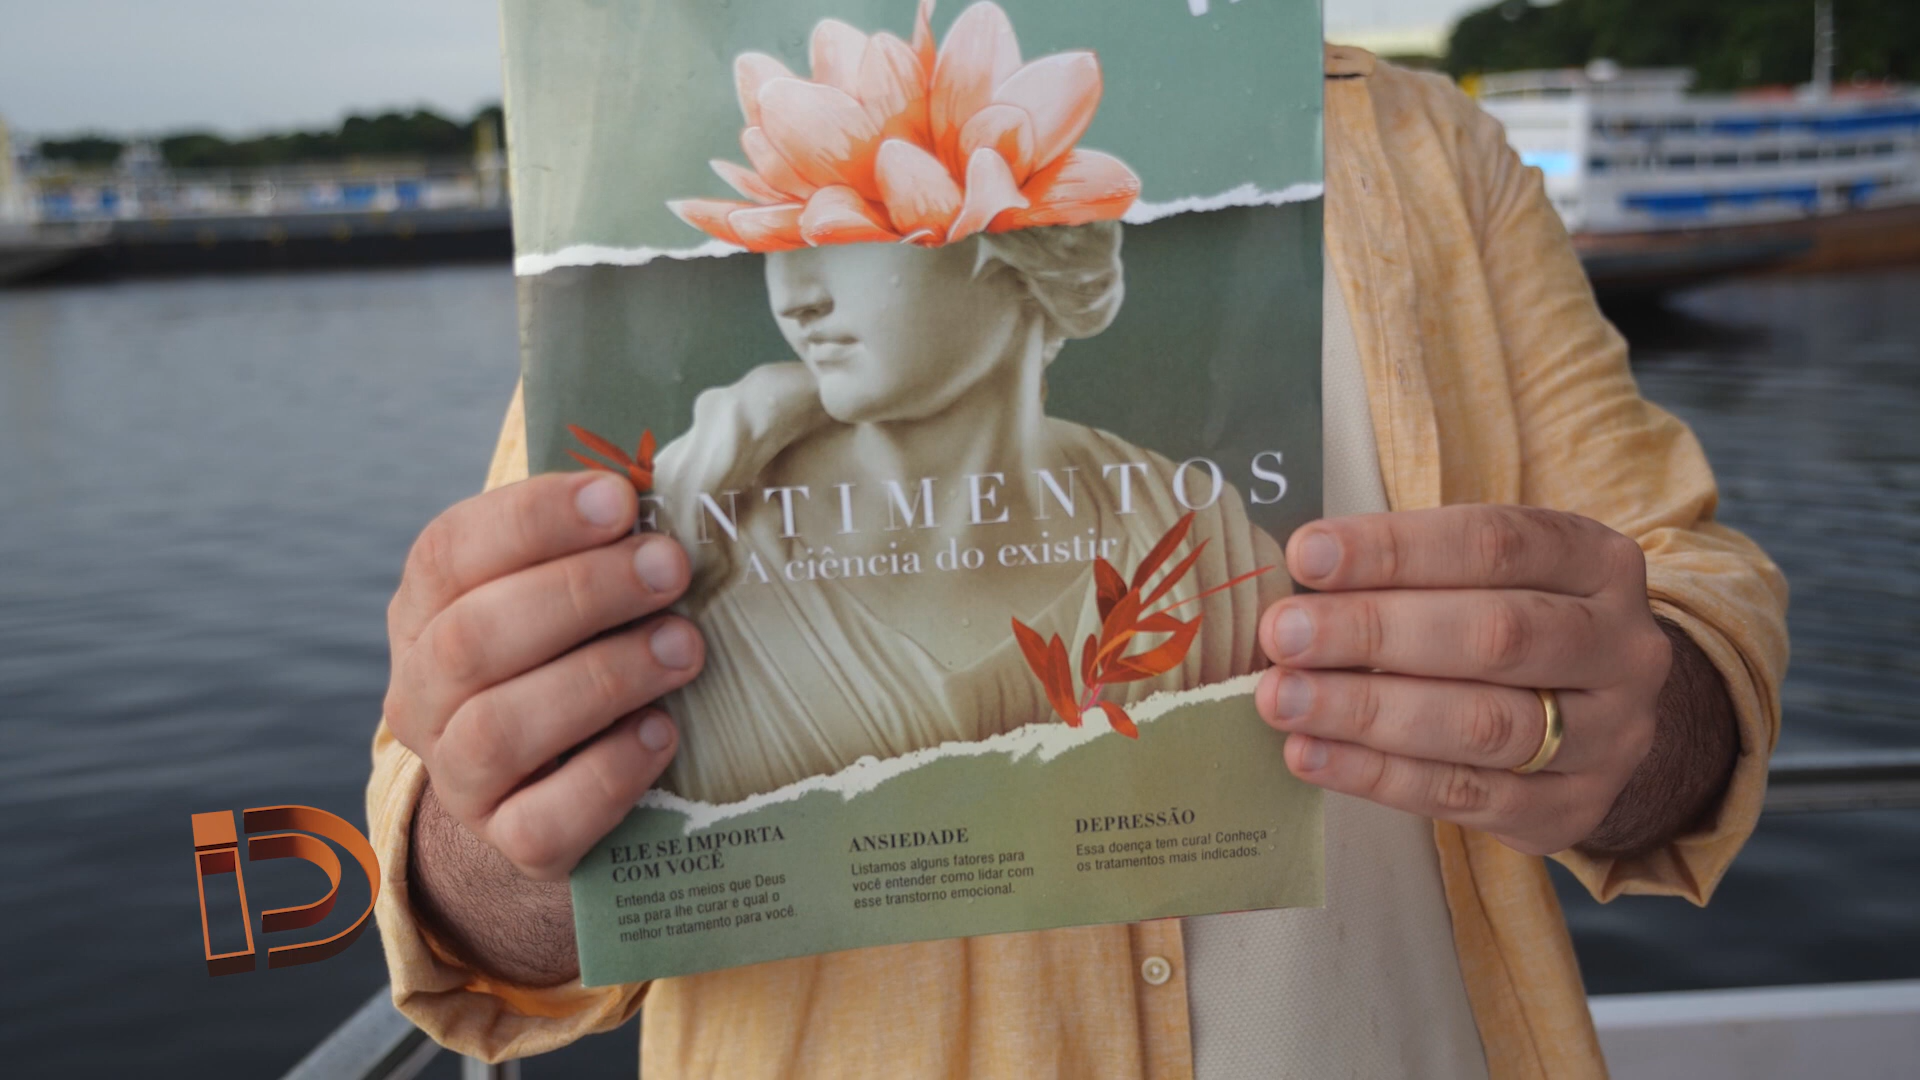 ENTIMENTOS
A ciência do existir
ELE SE IMPORTA
COM VOCÊ
Entenda os meios que Deus
usa para lhe curar e qual o
melhor tratamento para você.
ANSIEDADE
Listamos alguns fatores para
você entender como lidar com
esse transtorno emocional.
DEPRESSÃO
Essa doença tem cura! Conheça
os tratamentos mais indicados.
iD